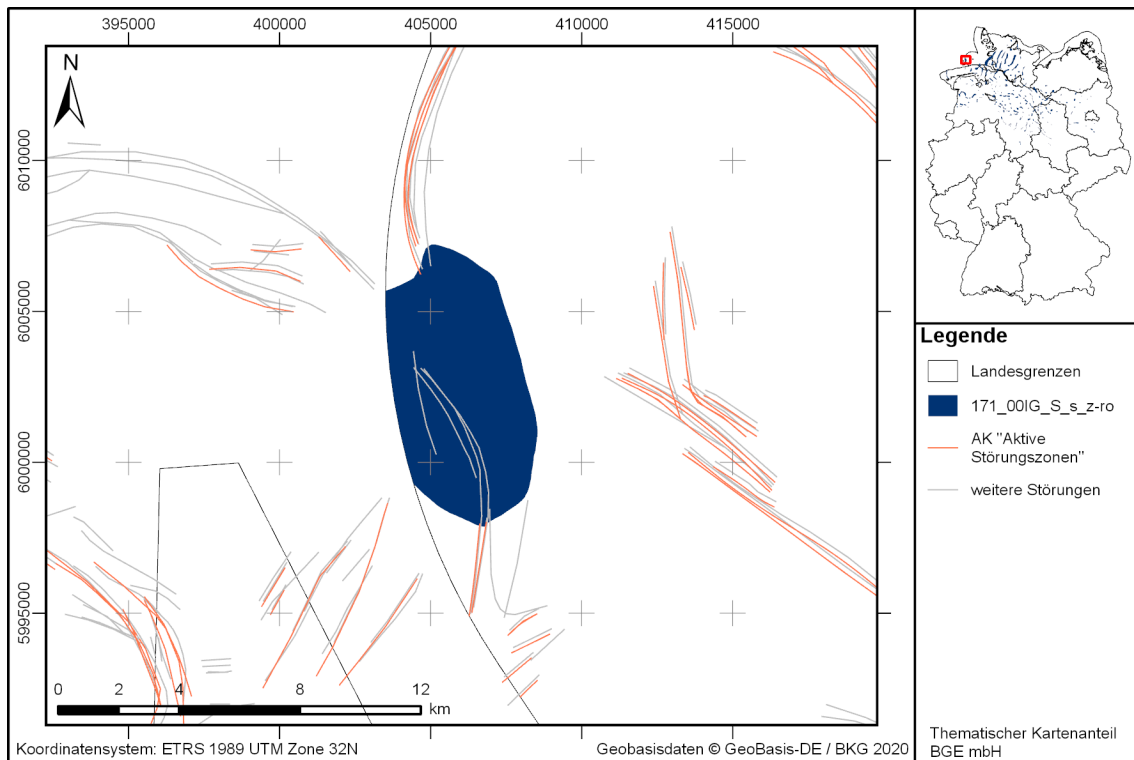 395000 400000 405000 410000 415000
N
6010000
6005000
6000000
5995000
0 2 4 8 12
km
Koordinatensystem: ETRS 1989 UTM Zone 32N
Geobasisdaten © GeoBasis-DE / BKG 2020
Legende
Landesgrenzen
171_00IG_S_s_z-ro
AK "Aktive
Störungszonen"
weitere Störungen
Thematischer Kartenanteil
BGE mbH